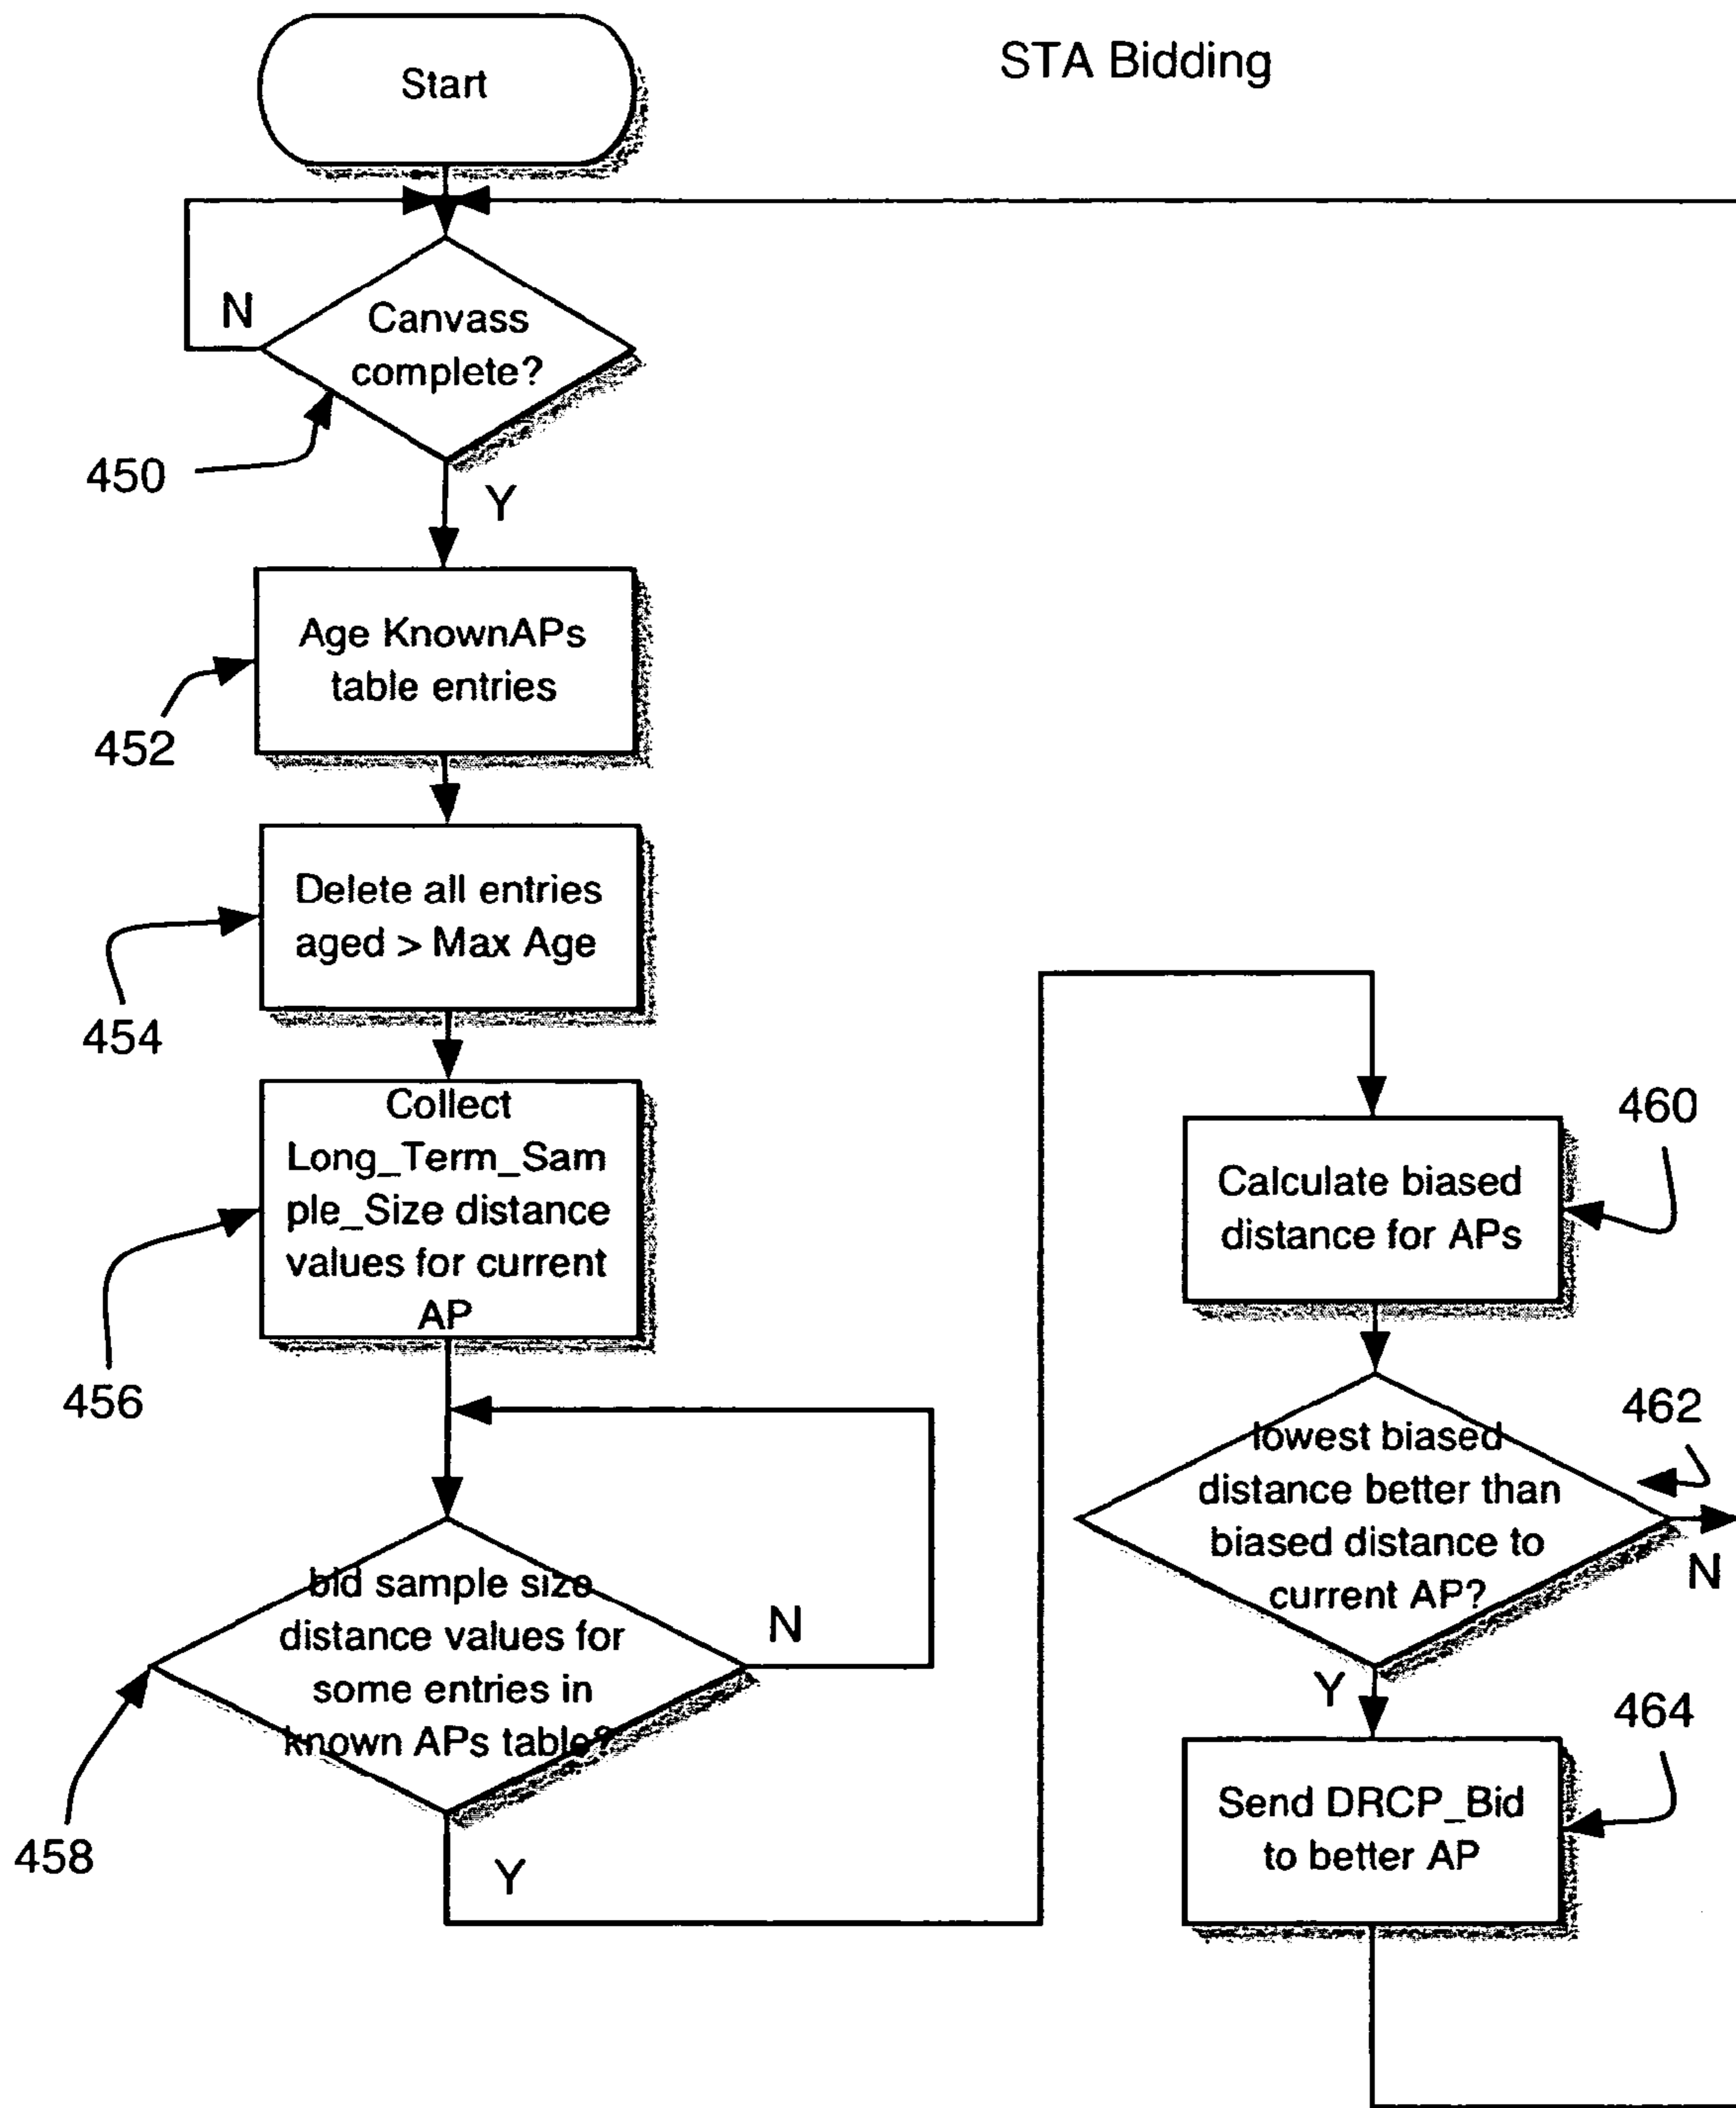 STA Bidding
Start
N
Canvass
complete?
450
Y
Age KnownAPs
table entries
452
Delete all entries
aged > Max Age
454
Collect
Long_Term_Sam
ple_Size distance
values for current
AP
456
bid sample size
distance values for
some entries in
known APs table?
N
458
Y
460
Calculate biased
distance for APs
462
lowest biased
distance better than
biased distance to
current AP?
N
Y
464
Send DRCP_Bid
to better AP